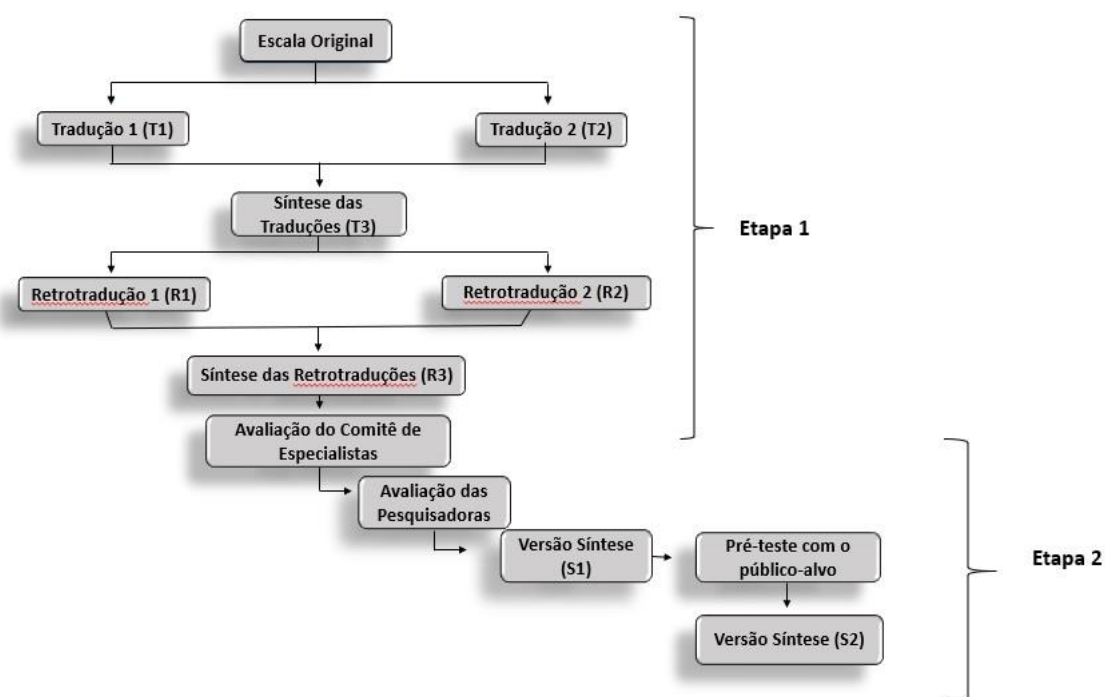 Escala Original
Tradução 1 (T1)
Tradução 2 (T2)
Síntese das
Traduções (T3)
Etapa 1
Retrotradução 1 (R1)
Retrotradução 2 (R2)
Síntese das Retrotraduções (R3)
Avaliação do Comitê de
Especialistas
Avaliação das
Pesquisadoras
Versão Síntese
(S1)
Pré-teste com o
público-alvo
Etapa 2
Versão Síntese (S2)